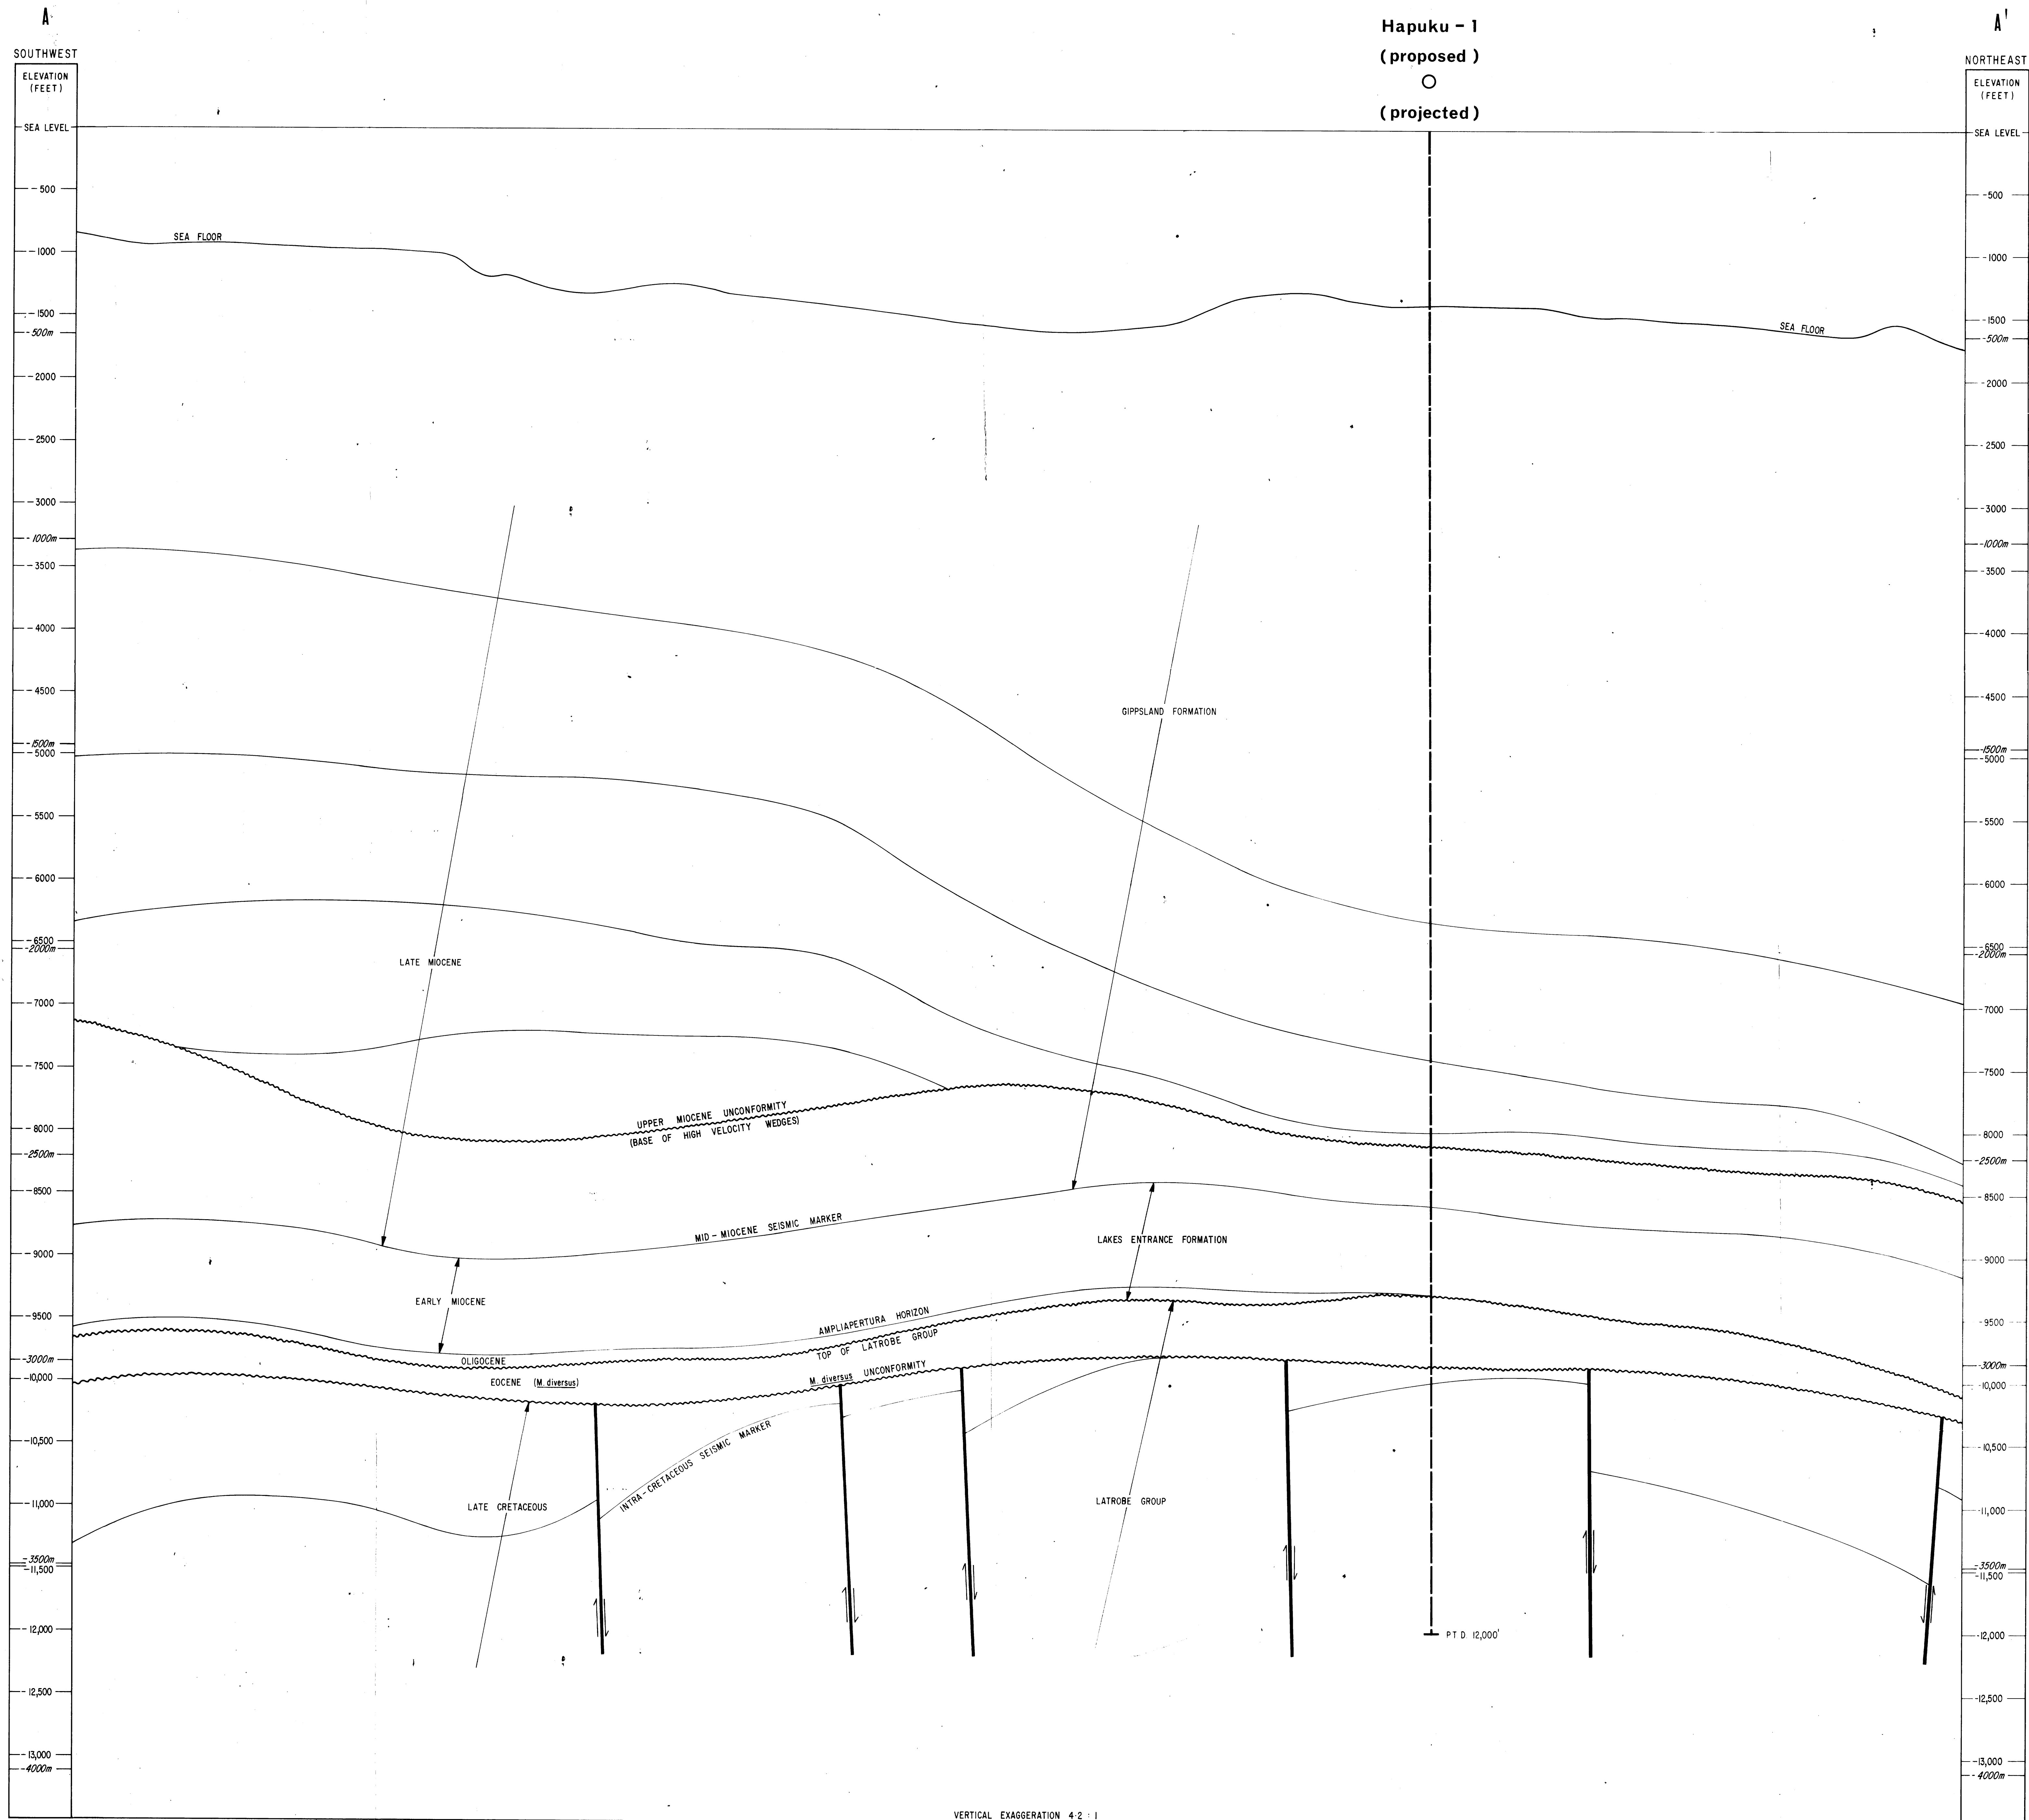 A
A'
Hapuku - 1
(proposed)
(projected)
SOUTHWEST
NORTHEAST
ELEVATION
(FEET)
ELEVATION
(FEET)
SEA LEVEL
-500
-1000
-1500
-500m
-2000
-2500
-3000
-1000m
-3500
-4000
-4500
-1500m
-5000
-5500
-6000
-6500
-2000m
-7000
-7500
-8000
-2500m
-8500
-9000
-9500
-3000m
-10,000
-10,500
-11,000
-3500m
-11,500
-12,000
-12,500
-13,000
-4000m
SEA FLOOR
SEA FLOOR
GIPPSLAND FORMATION
LATE MIOCENE
UPPER MIOCENE UNCONFORMITY
(BASE OF HIGH VELOCITY WEDGES)
MID-MIOCENE SEISMIC MARKER
LAKES ENTRANCE FORMATION
EARLY MIOCENE
AMPLIAPERTURA HORIZON
TOP OF LATROBE GROUP
OLIGOCENE
EOCENE (M. diversus)
M. diversus UNCONFORMITY
INTRA-CRETACEOUS SEISMIC MARKER
LATE CRETACEOUS
LATROBE GROUP
P.T.D. 12,000'
SEA LEVEL
-500
-1000
-1500
-500m
-2000
-2500
-3000
-1000m
-3500
-4000
-4500
-1500m
-5000
-5500
-6000
-6500
-2000m
-7000
-7500
-8000
-2500m
-8500
-9000
-9500
-3000m
-10,000
-10,500
-11,000
-3500m
-11,500
-12,000
-12,500
-13,000
-4000m
VERTICAL EXAGGERATION 4·2 : 1